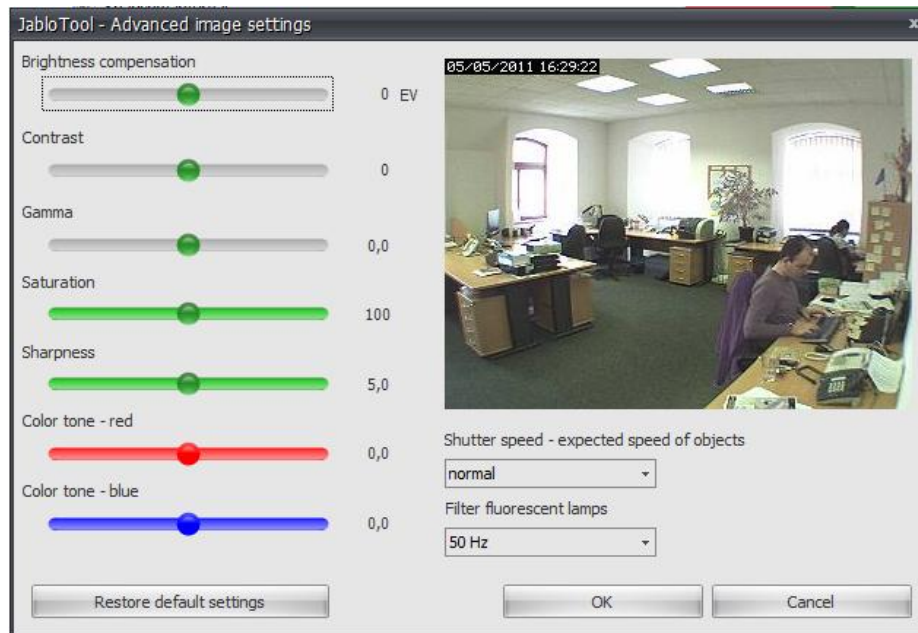 JabloTool - Advanced image settings
x
Brightness compensation
0 EV
Contrast
0
Gamma
0,0
Saturation
100
Sharpness
5,0
Color tone - red
0,0
Color tone - blue
0,0
Restore default settings
05/05/2011 16:29:22
Shutter speed - expected speed of objects
normal
Filter fluorescent lamps
50 Hz
OK
Cancel